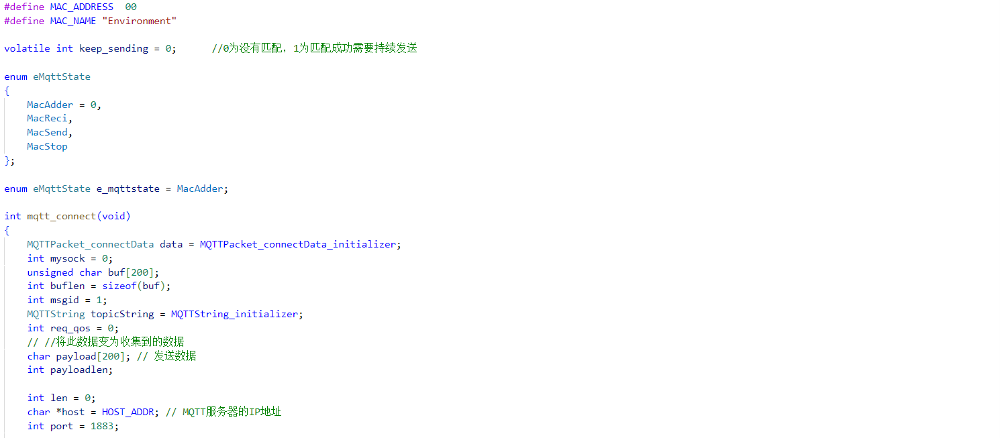 #define MAC_ADDRESS  00
#define MAC_NAME "Environment"
volatile int keep_sending = 0;      //0为没有匹配，1为匹配成功需要持续发送
enum eMqttState
{
    MacAdder = 0,
    MacReci,
    MacSend,
    MacStop
};
enum eMqttState e_mqttstate = MacAdder;
int mqtt_connect(void)
{
    MQTTPacket_connectData data = MQTTPacket_connectData_initializer;
    int mysock = 0;
    unsigned char buf[200];
    int buflen = sizeof(buf);
    int msgid = 1;
    MQTTString topicString = MQTTString_initializer;
    int req_qos = 0;
    // //将此数据变为收集到的数据
    char payload[200]; // 发送数据
    int payloadlen;
    int len = 0;
    char *host = HOST_ADDR; // MQTT服务器的IP地址
    int port = 1883;